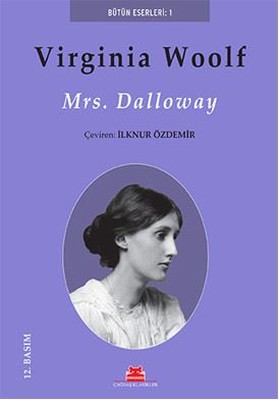 BÜTÜN ESERLERİ: 1
Virginia Woolf
Mrs. Dalloway
Çeviren: İLKNUR ÖZDEMİR
12. BASIM